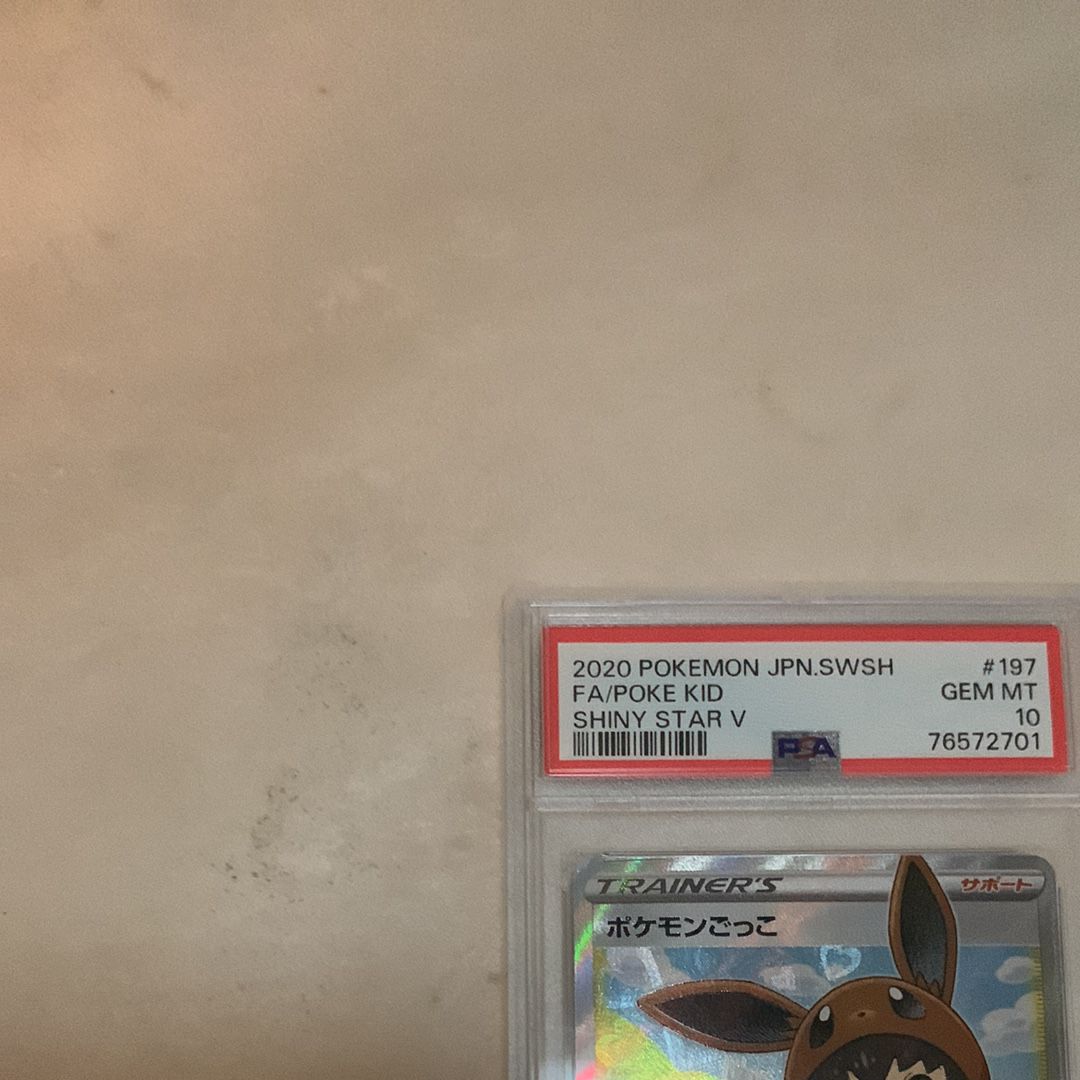 2020 POKEMON JPN.SWSH #197
FA/POKE KID GEM MT
SHINY STAR V 10
PSA 76572701
TRAINER'S サポート
ポケモンごっこ